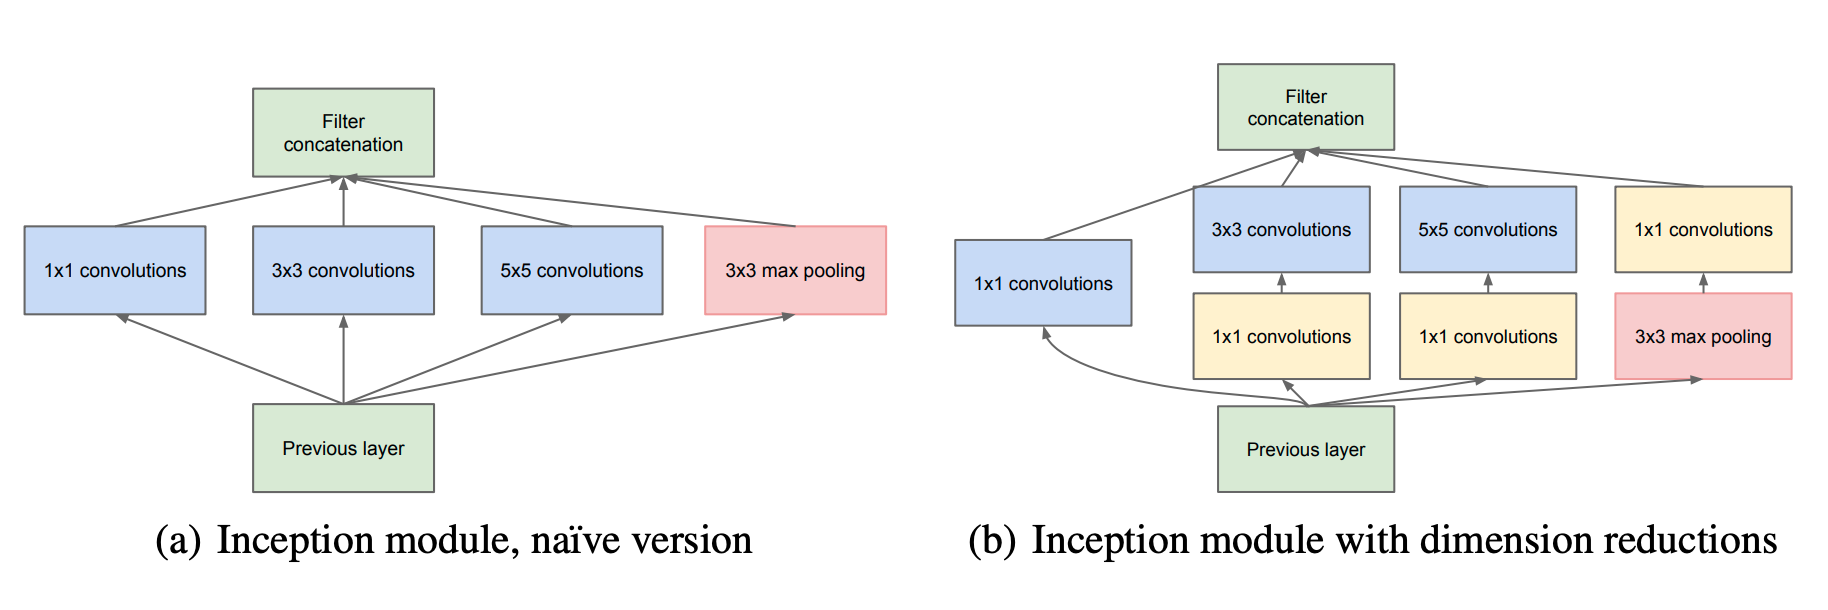 Filter
concatenation
1x1 convolutions
3x3 convolutions
5x5 convolutions
3x3 max pooling
Previous layer
(a) Inception module, naïve version
Filter
concatenation
3x3 convolutions
5x5 convolutions
1x1 convolutions
1x1 convolutions
1x1 convolutions
1x1 convolutions
3x3 max pooling
Previous layer
(b) Inception module with dimension reductions